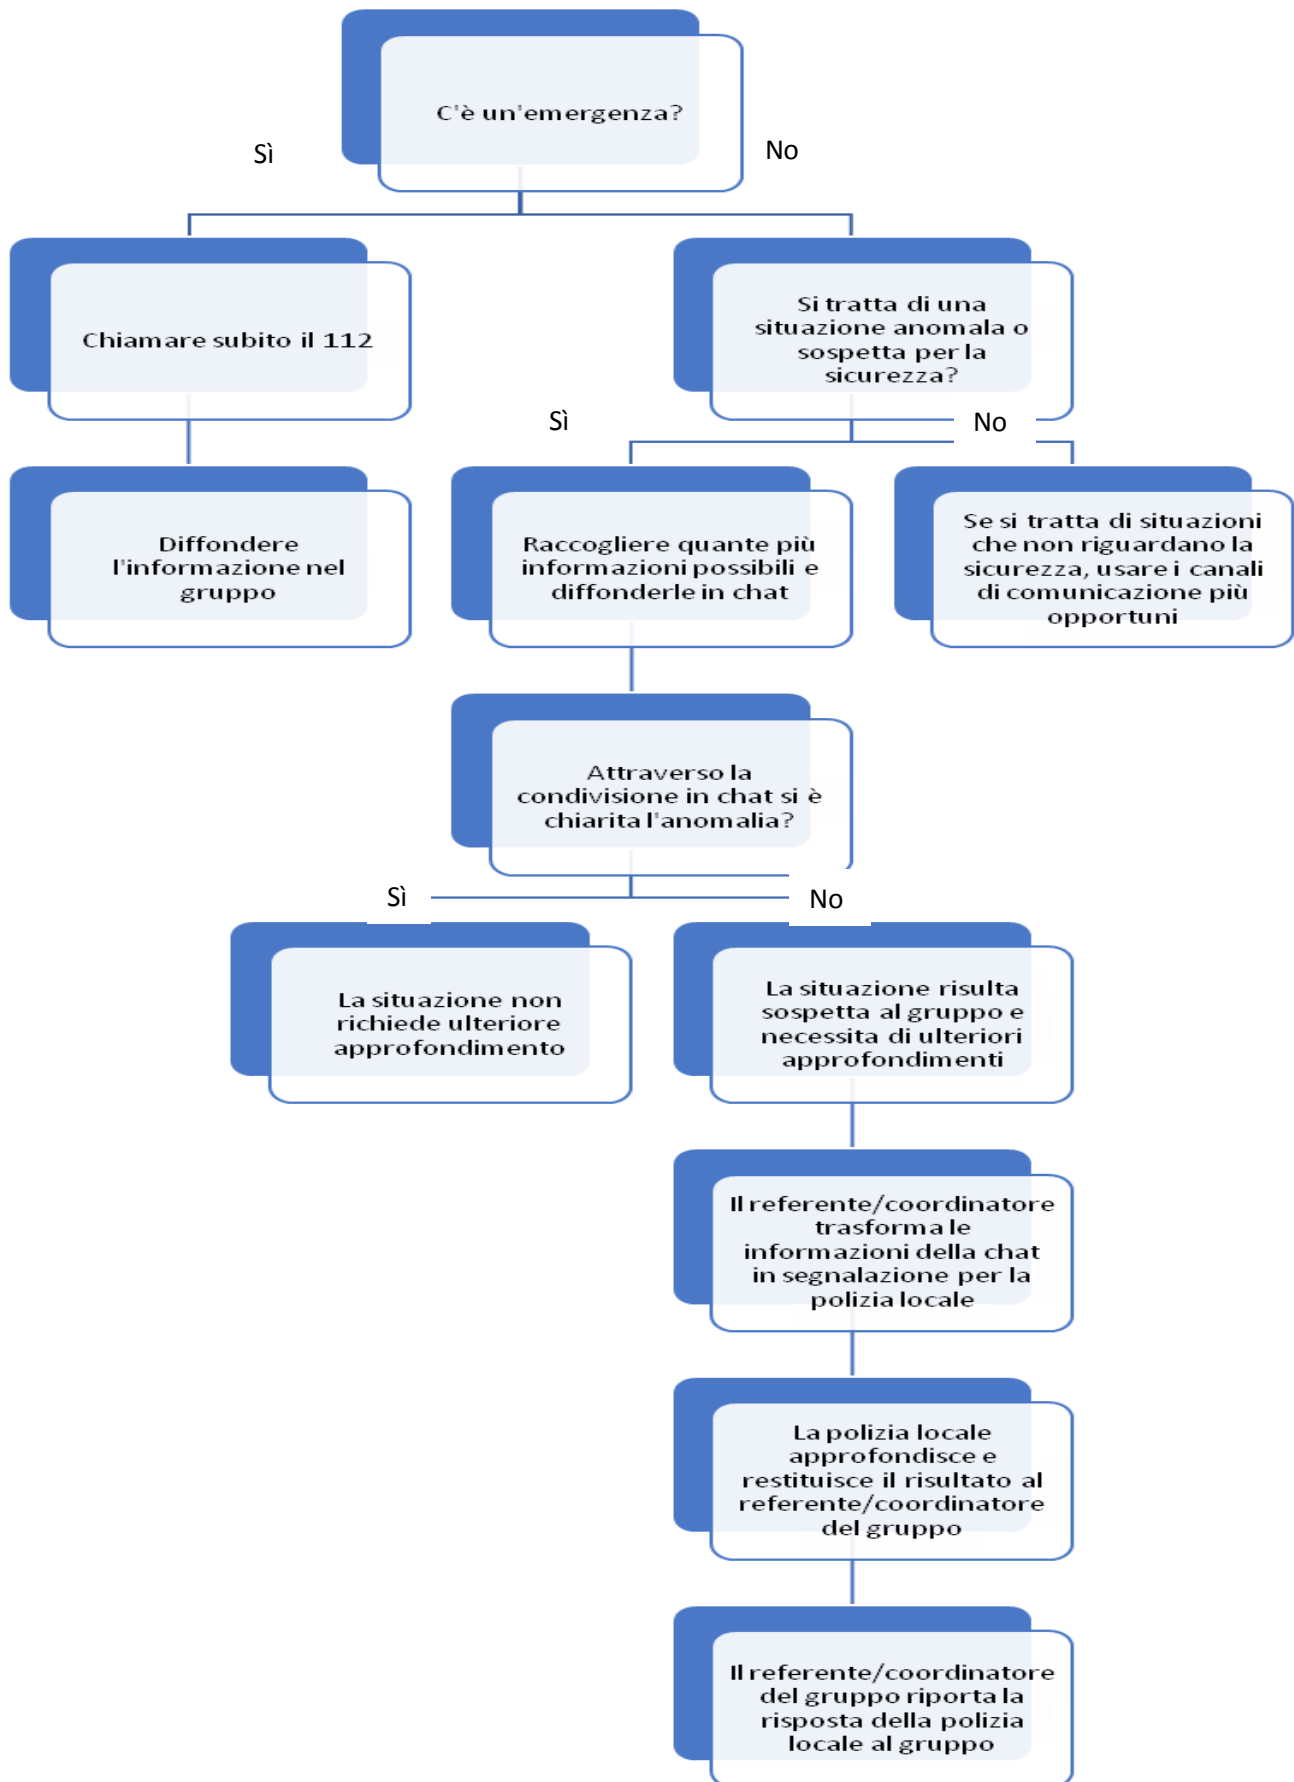 C'è un'emergenza?
Sì
No
Chiamare subito il 112
Si tratta di una
situazione anomala o
sospetta per la
sicurezza?
Sì
No
Diffondere
l'informazione nel
gruppo
Raccogliere quante più
informazioni possibili e
diffonderle in chat
Se si tratta di situazioni
che non riguardano la
sicurezza, usare i canali
di comunicazione più
opportuni
Attraverso la
condivisione in chat si è
chiarita l'anomalia?
Sì
No
La situazione non
richiede ulteriore
approfondimento
La situazione risulta
sospetta al gruppo e
necessita di ulteriori
approfondimenti
Il referente/coordinatore
trasforma le
informazioni della chat
in segnalazione per la
polizia locale
La polizia locale
approfondisce e
restituisce il risultato al
referente/coordinatore
del gruppo
Il referente/coordinatore
del gruppo riporta la
risposta della polizia
locale al gruppo